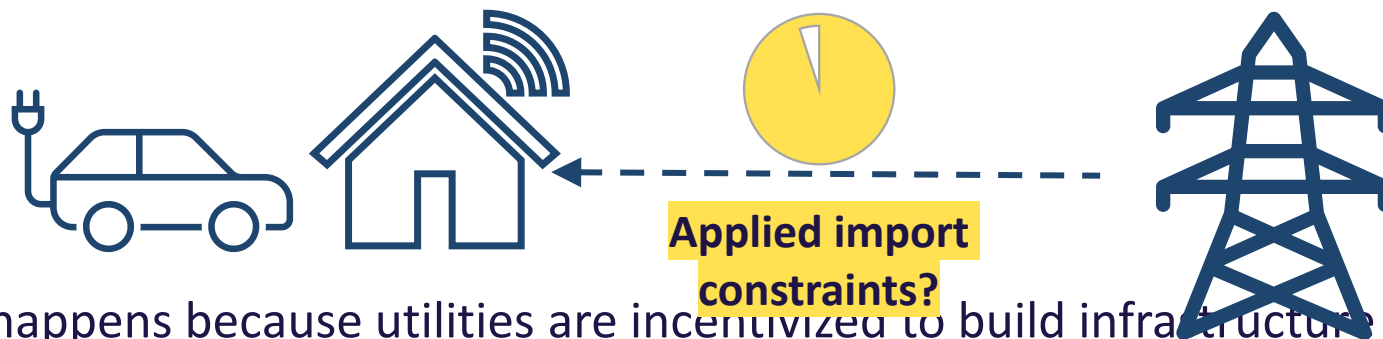 Applied import
constraints?
happens because utilities are incentivized to build infrastructure